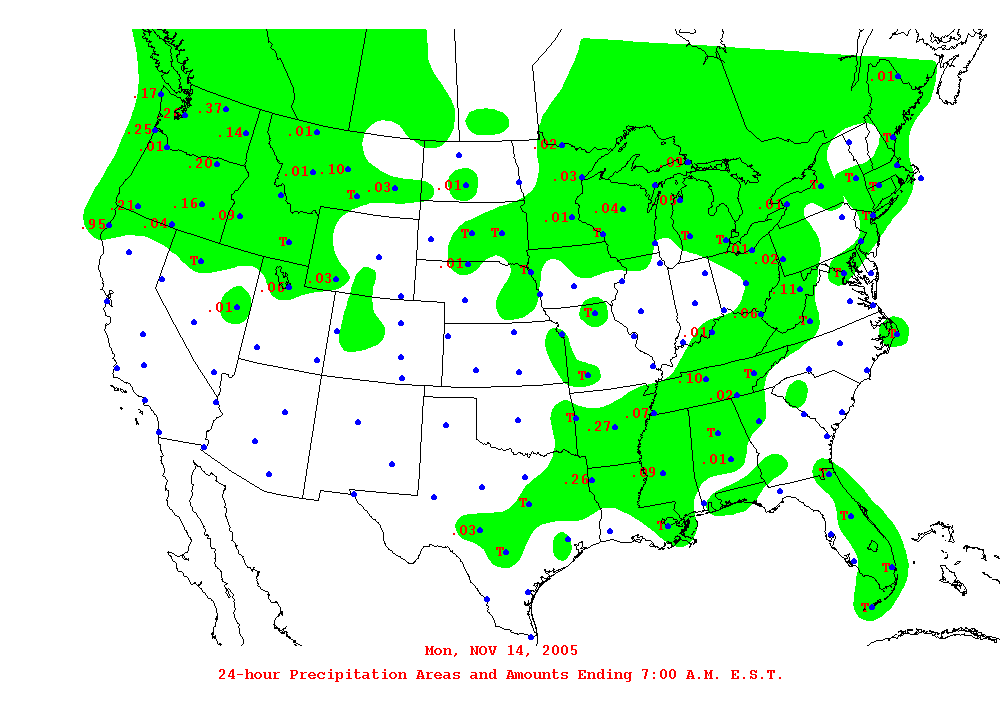 .01
.17
.37
.25
.14
.01
.01
.02
T
.20
.01 .10
.09
.03
T
.03
.01
T
T
T
.21
.16
.05
.01
.95
.04
.09
.01
.04
T
T
T
T
T
T
T
.01
T
.01
.02
T
T
.06
.03
.11
.01
T
.06
T
T
.01
T
.10
T
.02
T
.27
.07
T
.01
.26
.09
T
T
T
.03
T
T
T
T
Mon, NOV 14, 2005
24-hour Precipitation Areas and Amounts Ending 7:00 A.M. E.S.T.